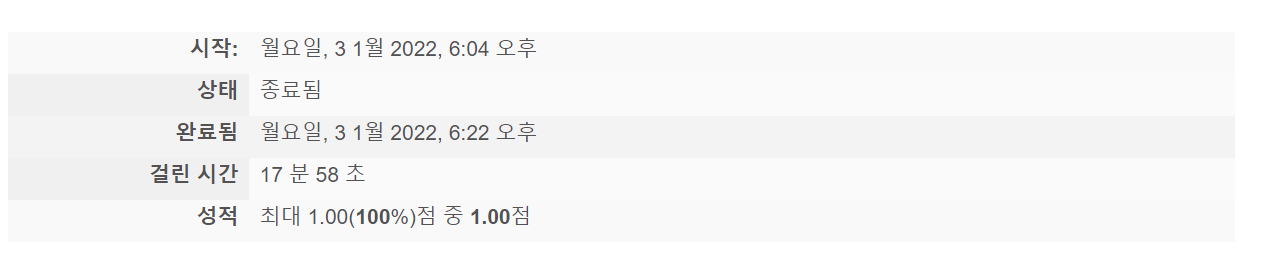 시작: 월요일, 3 1월 2022, 6:04 오후
상태 종료됨
완료됨 월요일, 3 1월 2022, 6:22 오후
걸린 시간 17 분 58 초
성적 최대 1.00(100%)점 중 1.00점